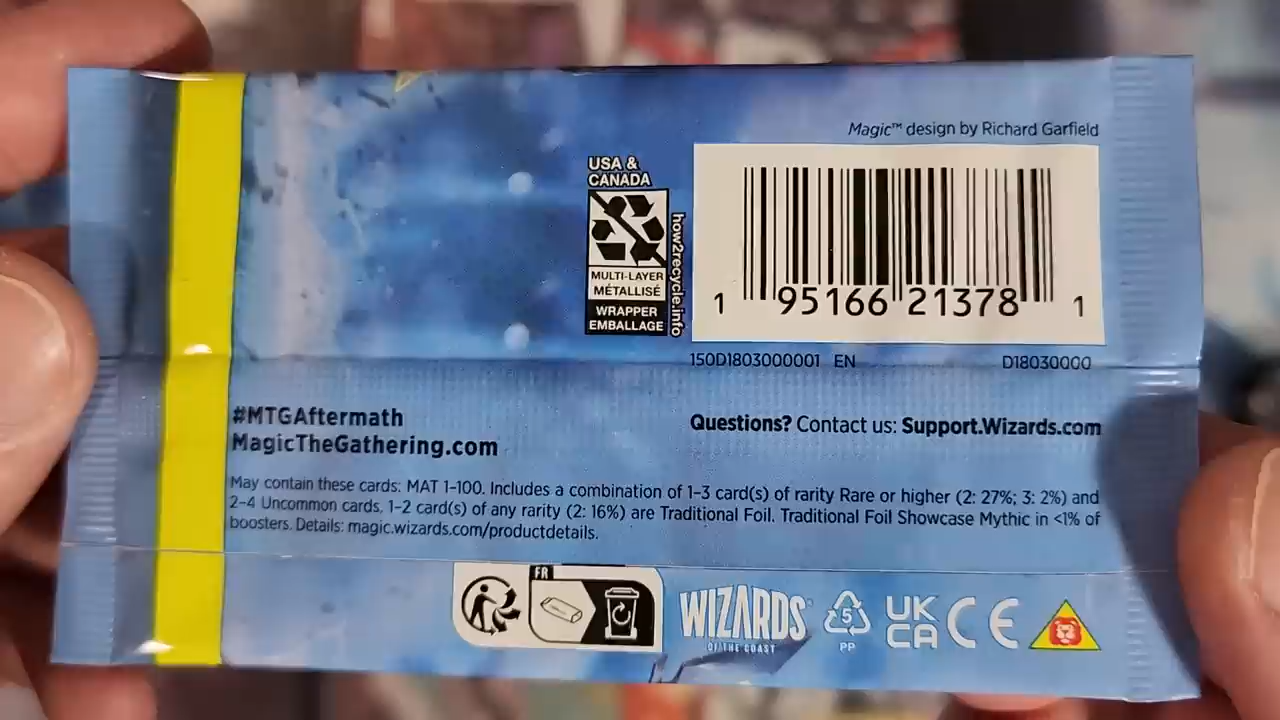 Magic™ design by Richard Garfield
USA &
CANADA
how2recycle.info
MULTI-LAYER
MÉTALLISÉ
WRAPPER
EMBALLAGE
1 95166 21378 1
150D1803000001 EN D18030000
#MTGAftermath
MagicTheGathering.com
Questions? Contact us: Support.Wizards.com
May contain these cards: MAT 1-100. Includes a combination of 1-3 card(s) of rarity Rare or higher (2: 27%; 3: 2%) and
2-4 Uncommon cards. 1-2 card(s) of any rarity (2: 16%) are Traditional Foil. Traditional Foil Showcase Mythic in <1% of
boosters. Details: magic.wizards.com/productdetails.
FR
WIZARDS
OF THE COAST
5
PP
UK
CA
CE